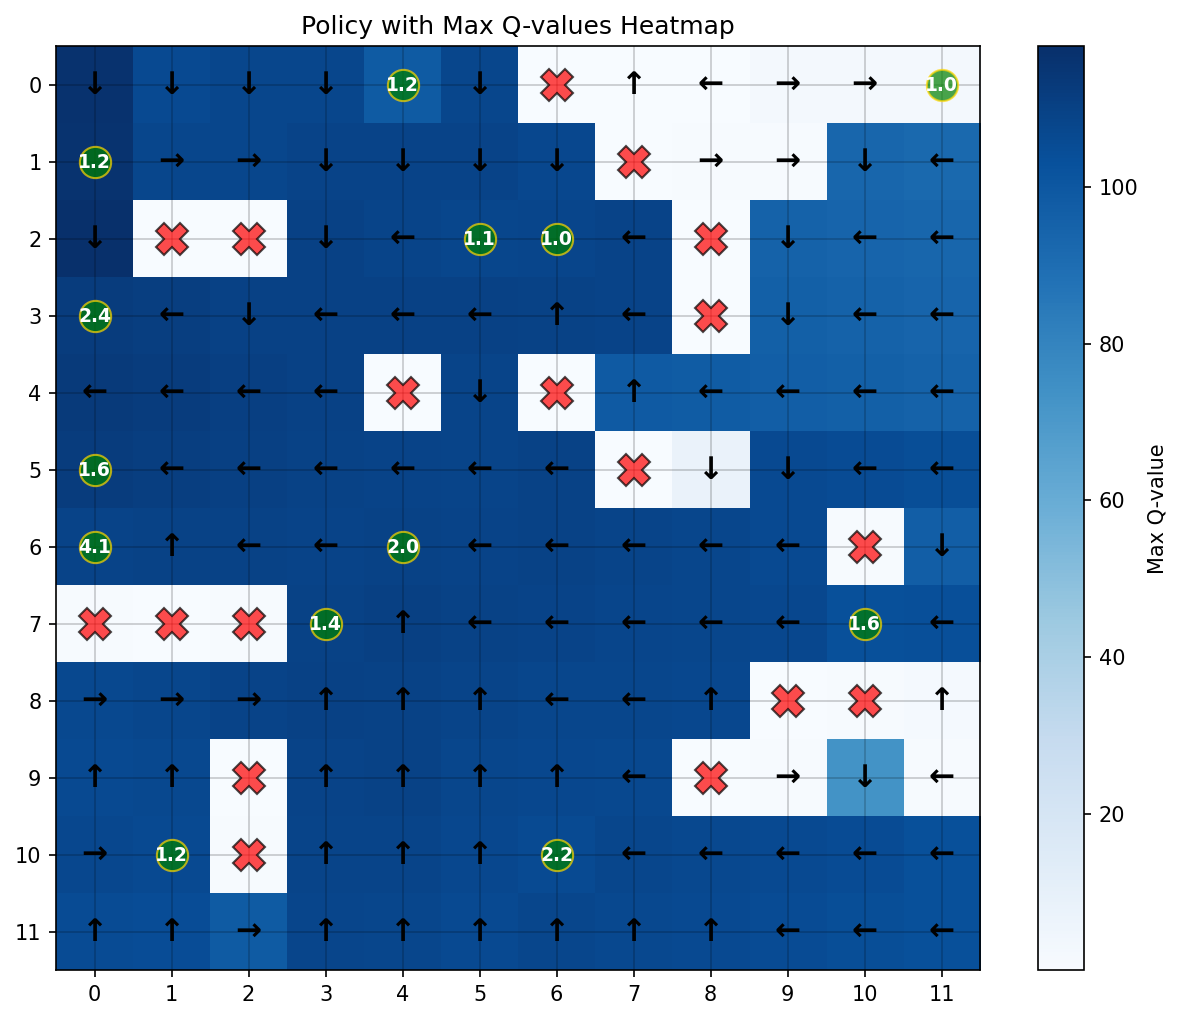 Policy with Max Q-values Heatmap
0 ↓ ↓ ↓ ↓ 1.2 ↓ ✖ ↑ ← → → 1.0
1 1.2 → → ↓ ↓ ↓ ↓ ✖ → → ↓ ←
2 ↓ ✖ ✖ ↓ ← 1.1 1.0 ← ✖ ↓ ← ←
3 2.4 ← ↓ ← ← ← ↑ ← ✖ ↓ ← ←
4 ← ← ← ← ✖ ↓ ✖ ↑ ← ← ← ←
5 1.6 ← ← ← ← ← ← ✖ ↓ ↓ ← ←
6 4.1 ↑ ← ← 2.0 ← ← ← ← ← ✖ ↓
7 ✖ ✖ ✖ 1.4 ↑ ← ← ← ← ← 1.6 ←
8 → → → ↑ ↑ ↑ ← ← ↑ ✖ ✖ ↑
9 ↑ ↑ ✖ ↑ ↑ ↑ ↑ ← ✖ → ↓ ←
10 → 1.2 ✖ ↑ ↑ ↑ 2.2 ← ← ← ← ←
11 ↑ ↑ → ↑ ↑ ↑ ↑ ↑ ↑ ← ← ←
0 1 2 3 4 5 6 7 8 9 10 11
100
80
60
40
20
Max Q-value